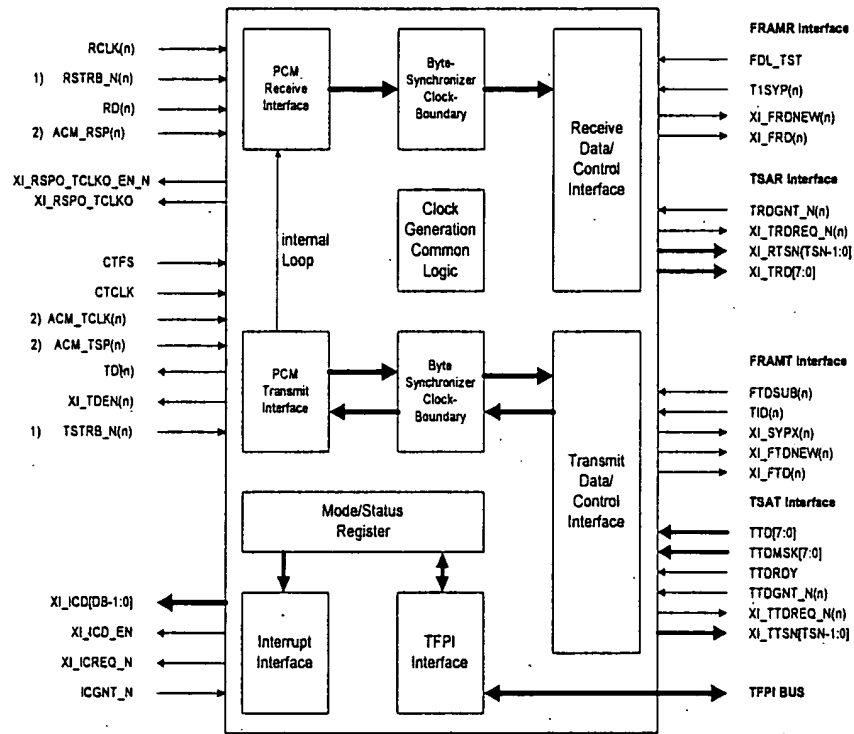 RCLK(n)
1) RSTRB_N(n)
RD(n)
2) ACM_RSP(n)
XI_RSPO_TCLKO_EN_N
XI_RSPO_TCLKO
CTFS
CTCLK
2) ACM_TCLK(n)
2) ACM_TSP(n)
TD(n)
XI_TDEN(n)
1) TSTRB_N(n)
XI_ICD[DB-1:0]
XI_ICD_EN
XI_ICREQ_N
ICGNT_N
PCM
Receive
Interface
Byte-
Synchronizer
Clock-
Boundary
Receive
Data/
Control
Interface
internal
Loop
Clock
Generation
Common
Logic
PCM
Transmit
Interface
Byte
Synchronizer
Clock-
Boundary
Transmit
Data/
Control
Interface
Mode/Status
Register
Interrupt
Interface
TFPI
Interface
FRAMR Interface
FDL_TST
T1SYP(n)
XI_FRDNEW(n)
XI_FRD(n)
TSAR Interface
TRDGNT_N(n)
XI_TRDREQ_N(n)
XI_RTSN[TSN-1:0]
XI_TRD[7:0]
FRAMT Interface
FTDSUB(n)
TID(n)
XI_SYPX(n)
XI_FTDNEW(n)
XI_FTD(n)
TSAT Interface
TTD[7:0]
TTDMSK[7:0]
TTDRDY
TTDGNT_N(n)
XI_TTDREQ_N(n)
XI_TTSN[TSN-1:0]
TFPI BUS